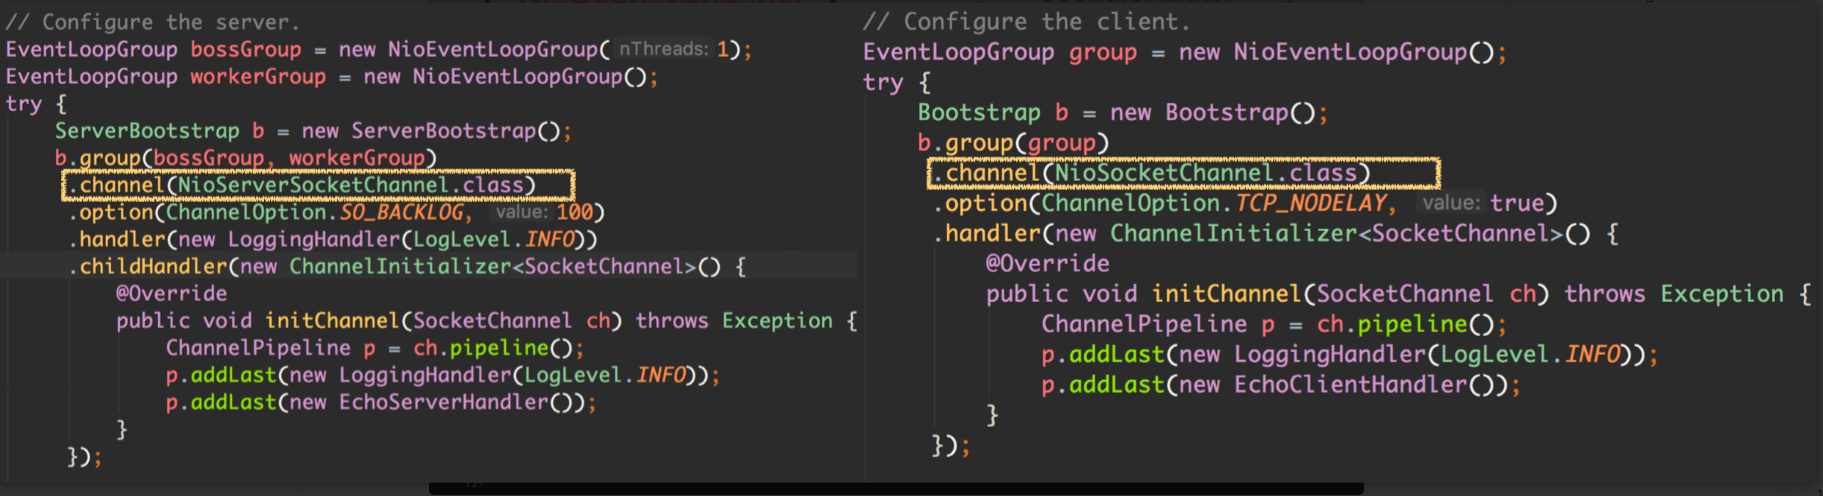 // Configure the server.
EventLoopGroup bossGroup = new NioEventLoopGroup( nThreads: 1);
EventLoopGroup workerGroup = new NioEventLoopGroup();
try {
ServerBootstrap b = new ServerBootstrap();
b.group(bossGroup, workerGroup)
.channel(NioServerSocketChannel.class)
.option(ChannelOption.SO_BACKLOG, value: 100)
.handler(new LoggingHandler(LogLevel.INFO))
.childHandler(new ChannelInitializer<SocketChannel>() {
@Override
public void initChannel(SocketChannel ch) throws Exception {
ChannelPipeline p = ch.pipeline();
p.addLast(new LoggingHandler(LogLevel.INFO));
p.addLast(new EchoServerHandler());
}
});
// Configure the client.
EventLoopGroup group = new NioEventLoopGroup();
try {
Bootstrap b = new Bootstrap();
b.group(group)
.channel(NioSocketChannel.class)
.option(ChannelOption.TCP_NODELAY, value: true)
.handler(new ChannelInitializer<SocketChannel>() {
@Override
public void initChannel(SocketChannel ch) throws Exception {
ChannelPipeline p = ch.pipeline();
p.addLast(new LoggingHandler(LogLevel.INFO));
p.addLast(new EchoClientHandler());
}
});